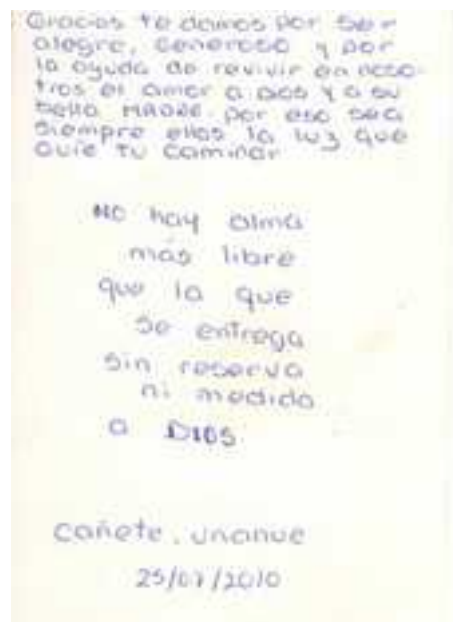 Gracias te damos por ser
alegre, generoso y por
la ayuda de revivir en noso-
tros el amor a Dios y a su
bella MADRE. por eso sea
siempre ellos la luz que
guie tu caminar
NO hay alma
más libre
que la que
se entrega
sin reserva
ni medida
a DIOS
cañete, unanue
25/07/2010